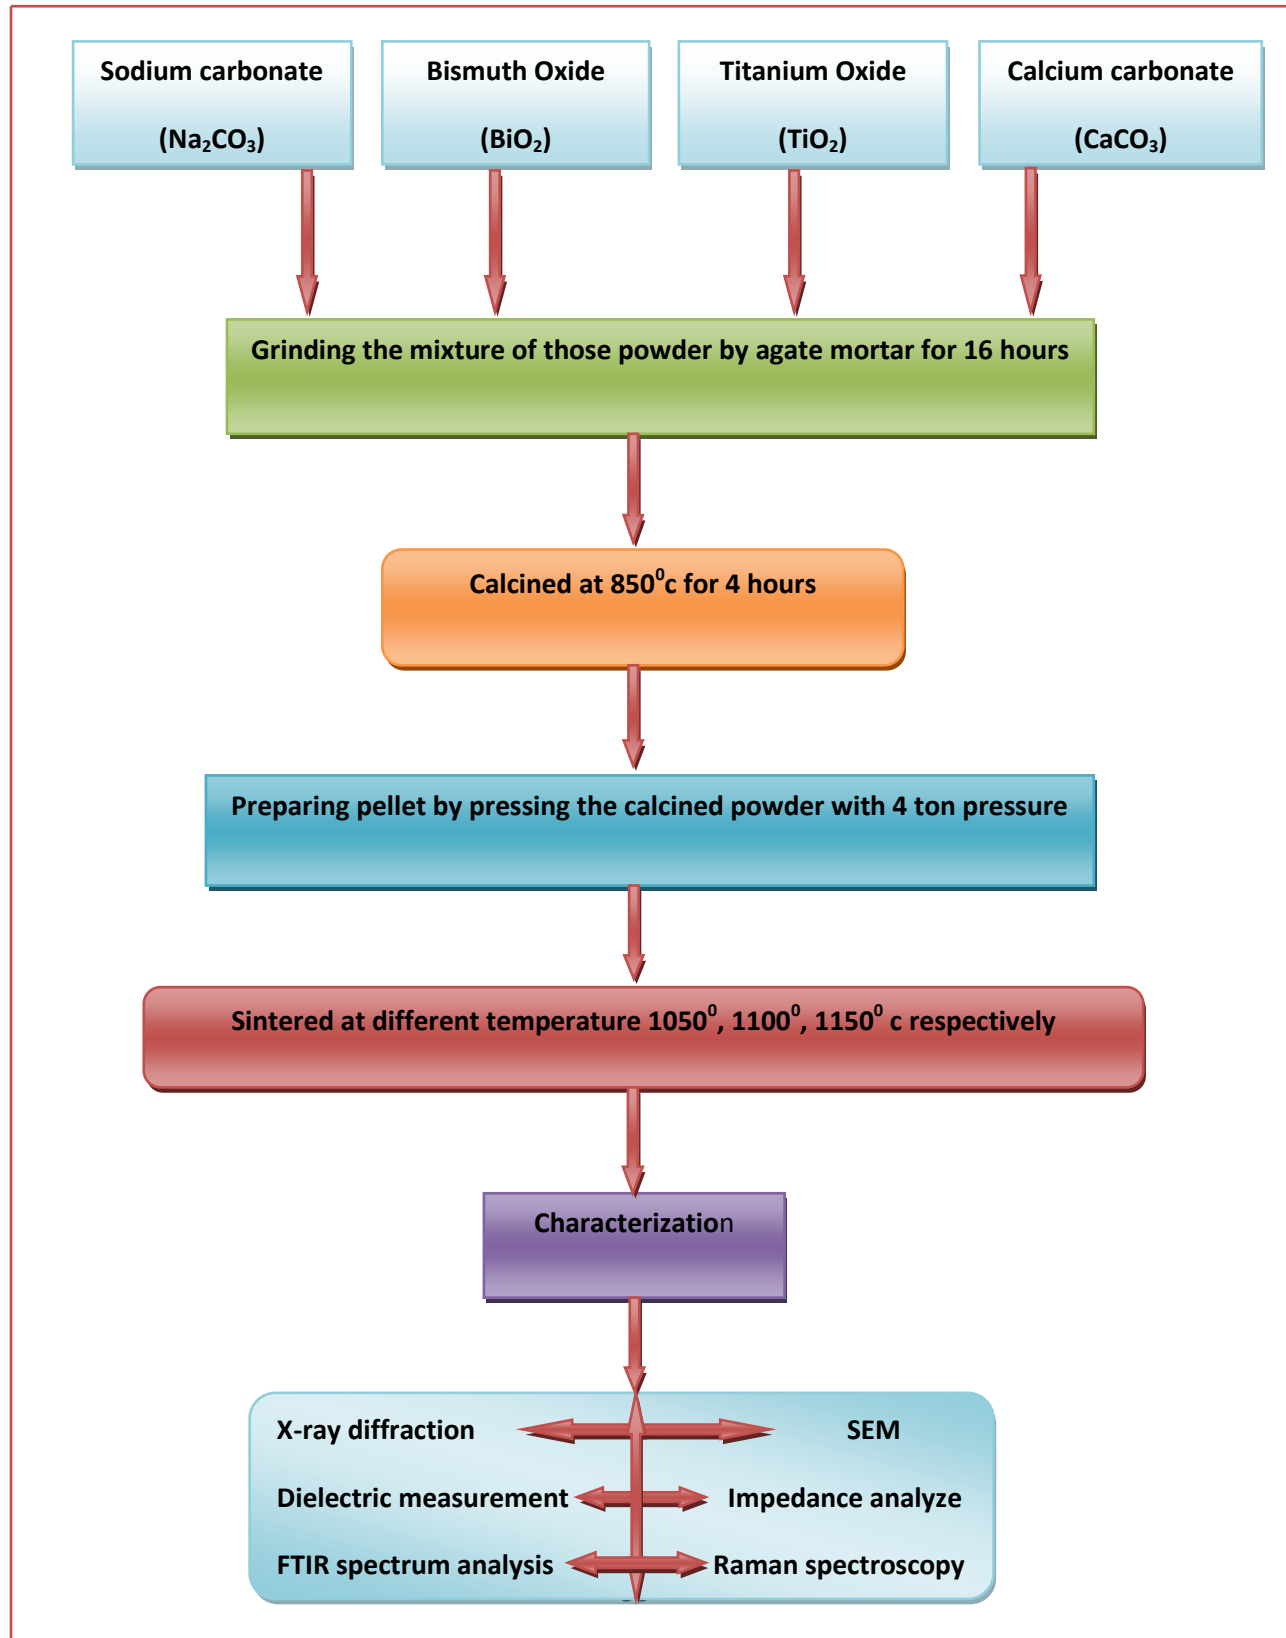 Sodium carbonate
(Na₂CO₃)
Bismuth Oxide
(BiO₂)
Titanium Oxide
(TiO₂)
Calcium carbonate
(CaCO₃)
Grinding the mixture of those powder by agate mortar for 16 hours
Calcined at 850⁰c for 4 hours
Preparing pellet by pressing the calcined powder with 4 ton pressure
Sintered at different temperature 1050⁰, 1100⁰, 1150⁰ c respectively
Characterization
X-ray diffraction SEM
Dielectric measurement Impedance analyze
FTIR spectrum analysis Raman spectroscopy